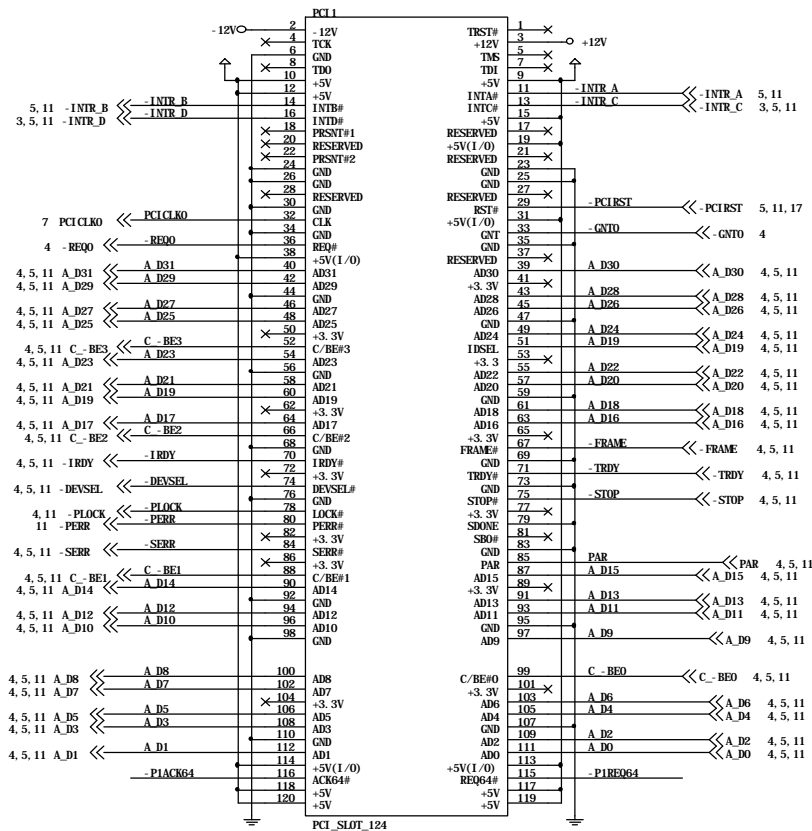 PCI1
-12V 2 -12V TRST# 1
4 TCK +12V 3 +12V
6 GND TMS 5
8 TDO TDI 7
10 +5V +5V 9
12 +5V INTA# 11 -INTR_A -INTR_A 5, 11
5, 11 -INTR_B -INTR_B 14 INTB# INTC# 13 -INTR_C -INTR_C 3, 5, 11
3, 5, 11 -INTR_D -INTR_D 16 INTD# +5V 15
18 PRSNT#1 RESERVED 17
20 RESERVED +5V(I/O) 19
22 PRSNT#2 RESERVED 21
24 GND GND 23
26 GND GND 25
28 RESERVED RESERVED 27
30 GND RST# 29 -PCIRST -PCIRST 5, 11, 17
7 PCICLK0 PCICLK0 32 CLK +5V(I/O) 31
34 GND GNT 33 -GNT0 -GNT0 4
4 -REQ0 -REQ0 36 REQ# GND 35
38 +5V(I/O) RESERVED 37
4, 5, 11 A_D31 A_D31 40 AD31 AD30 39 A_D30 A_D30 4, 5, 11
4, 5, 11 A_D29 A_D29 42 AD29 +3.3V 41
44 GND AD28 43 A_D28 A_D28 4, 5, 11
4, 5, 11 A_D27 A_D27 46 AD27 AD26 45 A_D26 A_D26 4, 5, 11
4, 5, 11 A_D25 A_D25 48 AD25 GND 47
50 +3.3V AD24 49 A_D24 A_D24 4, 5, 11
4, 5, 11 C_-BE3 C_-BE3 52 C/BE#3 IDSEL 51 A_D19 A_D19 4, 5, 11
4, 5, 11 A_D23 A_D23 54 AD23 +3.3 53
56 GND AD22 55 A_D22 A_D22 4, 5, 11
4, 5, 11 A_D21 A_D21 58 AD21 AD20 57 A_D20 A_D20 4, 5, 11
4, 5, 11 A_D19 A_D19 60 AD19 GND 59
62 +3.3V AD18 61 A_D18 A_D18 4, 5, 11
4, 5, 11 A_D17 A_D17 64 AD17 AD16 63 A_D16 A_D16 4, 5, 11
4, 5, 11 C_-BE2 C_-BE2 66 C/BE#2 +3.3V 65
68 GND FRAME# 67 -FRAME -FRAME 4, 5, 11
4, 5, 11 -IRDY -IRDY 70 IRDY# GND 69
72 +3.3V TRDY# 71 -TRDY -TRDY 4, 5, 11
4, 5, 11 -DEVSEL -DEVSEL 74 DEVSEL# GND 73
76 GND STOP# 75 -STOP -STOP 4, 5, 11
4, 11 -PLOCK -PLOCK 78 LOCK# +3.3V 77
11 -PERR -PERR 80 PERR# SDONE 79
82 +3.3V SBO# 81
4, 5, 11 -SERR -SERR 84 SERR# GND 83
86 +3.3V PAR 85 PAR PAR 4, 5, 11
4, 5, 11 C_-BE1 C_-BE1 88 C/BE#1 AD15 87 A_D15 A_D15 4, 5, 11
4, 5, 11 A_D14 A_D14 90 AD14 +3.3V 89
92 GND AD13 91 A_D13 A_D13 4, 5, 11
4, 5, 11 A_D12 A_D12 94 AD12 AD11 93 A_D11 A_D11 4, 5, 11
4, 5, 11 A_D10 A_D10 96 AD10 GND 95
98 GND AD9 97 A_D9 A_D9 4, 5, 11
4, 5, 11 A_D8 A_D8 100 AD8 C/BE#0 99 C_-BE0 C_-BE0 4, 5, 11
4, 5, 11 A_D7 A_D7 102 AD7 +3.3V 101
104 +3.3V AD6 103 A_D6 A_D6 4, 5, 11
4, 5, 11 A_D5 A_D5 106 AD5 AD4 105 A_D4 A_D4 4, 5, 11
4, 5, 11 A_D3 A_D3 108 AD3 GND 107
110 GND AD2 109 A_D2 A_D2 4, 5, 11
4, 5, 11 A_D1 A_D1 112 AD1 AD0 111 A_D0 A_D0 4, 5, 11
114 +5V(I/O) +5V(I/O) 113
-P1ACK64 116 ACK64# REQ64# 115 -P1REQ64
118 +5V +5V 117
120 +5V +5V 119
PCI_SLOT_124